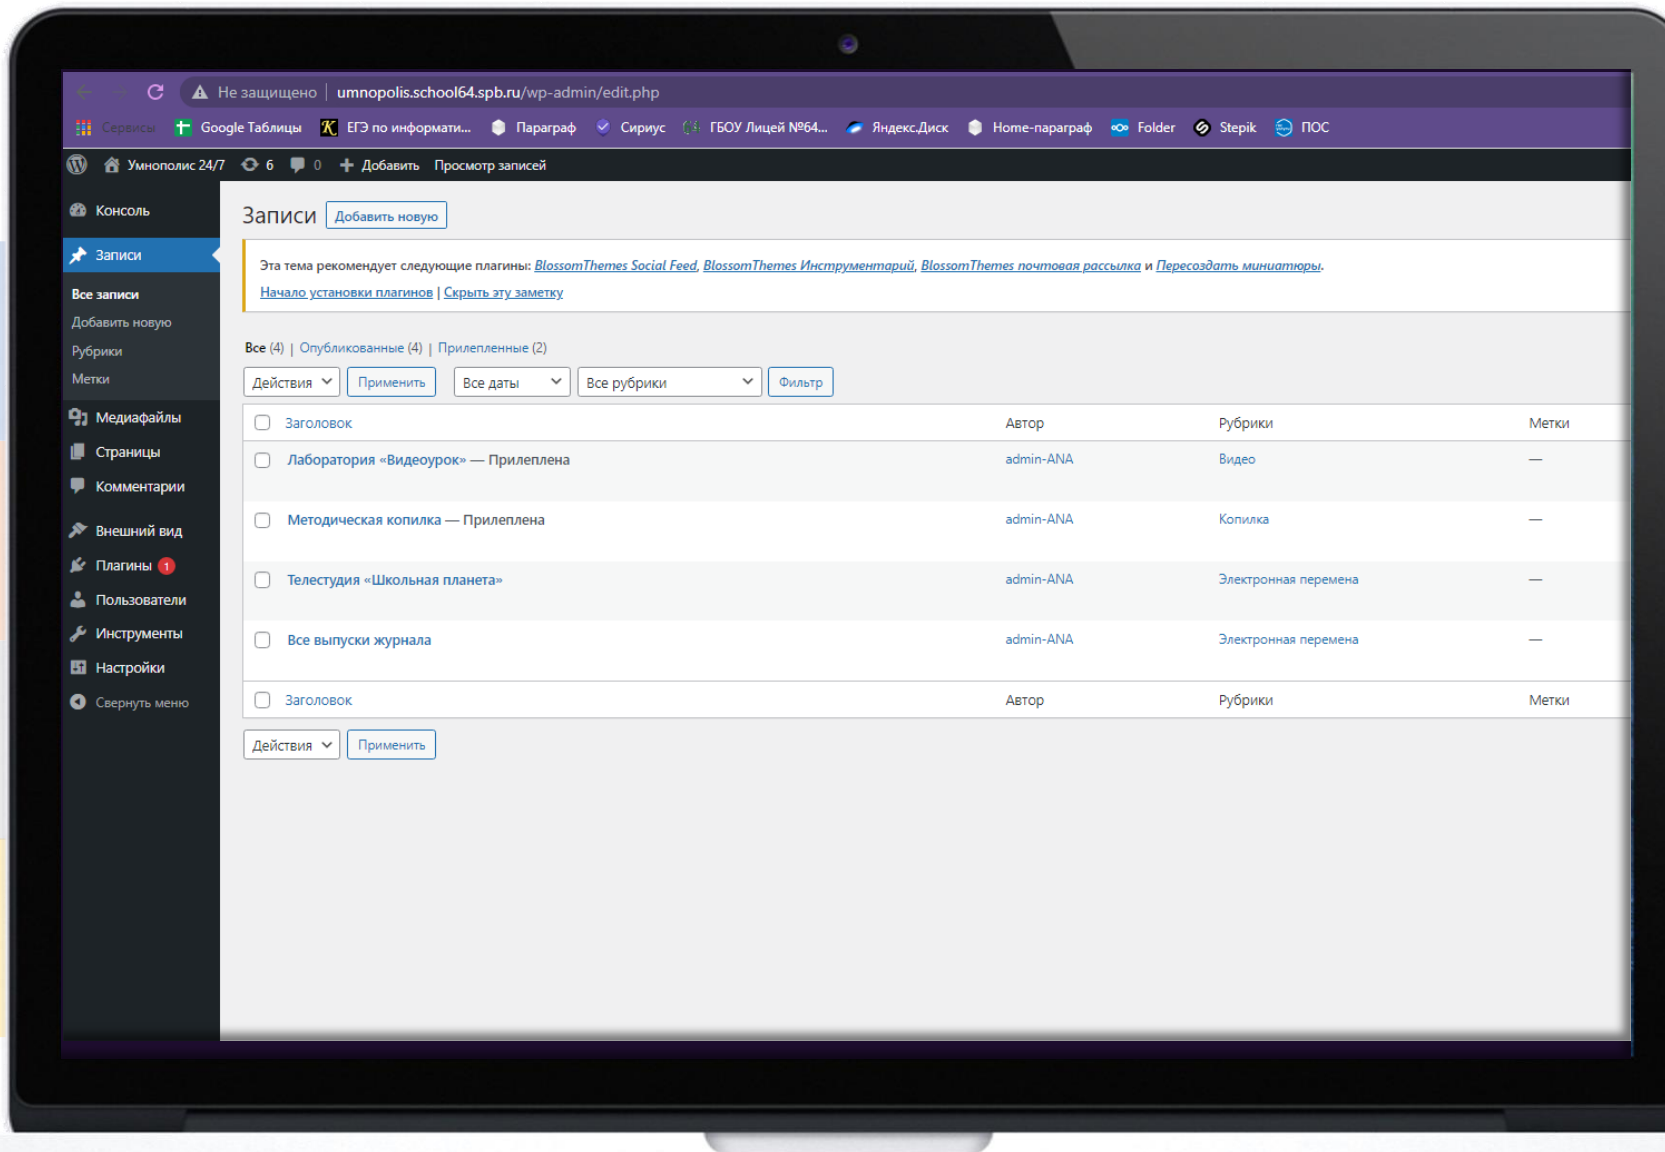 Не защищено | umnopolis.school64.spb.ru/wp-admin/edit.php
Сервисы Google Таблицы ЕГЭ по информати... Параграф Сириус ГБОУ Лицей №64... Яндекс.Диск Home-параграф Folder Stepik ПОС
Умнополис 24/7 6 0 + Добавить Просмотр записей
Консоль
Записи
Все записи
Добавить новую
Рубрики
Метки
Медиафайлы
Страницы
Комментарии
Внешний вид
Плагины 1
Пользователи
Инструменты
Настройки
Свернуть меню
Записи Добавить новую
Эта тема рекомендует следующие плагины: BlossomThemes Social Feed, BlossomThemes Инструментарий, BlossomThemes почтовая рассылка и Пересоздать миниатюры.
Начало установки плагинов | Скрыть эту заметку
Все (4) | Опубликованные (4) | Прилепленные (2)
Действия Применить Все даты Все рубрики Фильтр
Заголовок Автор Рубрики Метки
Лаборатория «Видеоурок» — Прилеплена admin-ANA Видео —
Методическая копилка — Прилеплена admin-ANA Копилка —
Телестудия «Школьная планета» admin-ANA Электронная перемена —
Все выпуски журнала admin-ANA Электронная перемена —
Заголовок Автор Рубрики Метки
Действия Применить